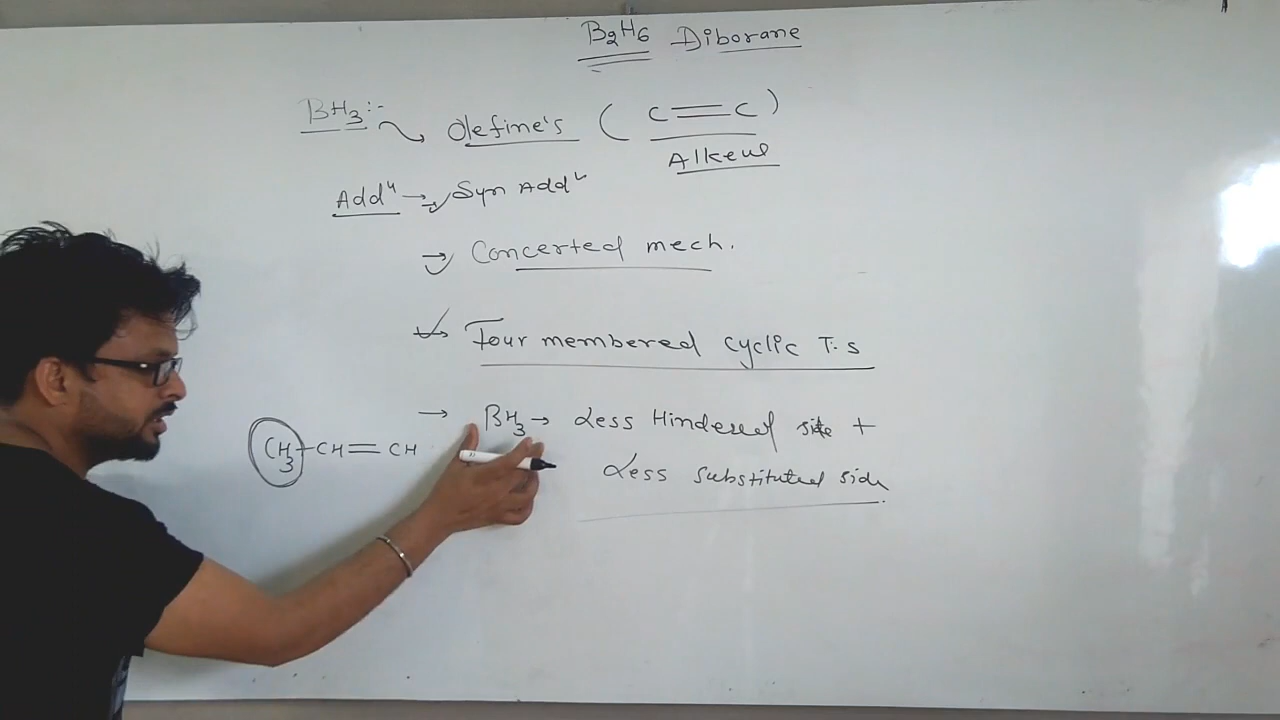 B2H6 Diborane
BH3:- olefine's ( C=C )
Alkene
Addn → Syn Addn
→ Concerted mech.
→ Four membered cyclic T.S
→ BH3 → Less Hindered site +
Less substituted side
CH3-CH=CH